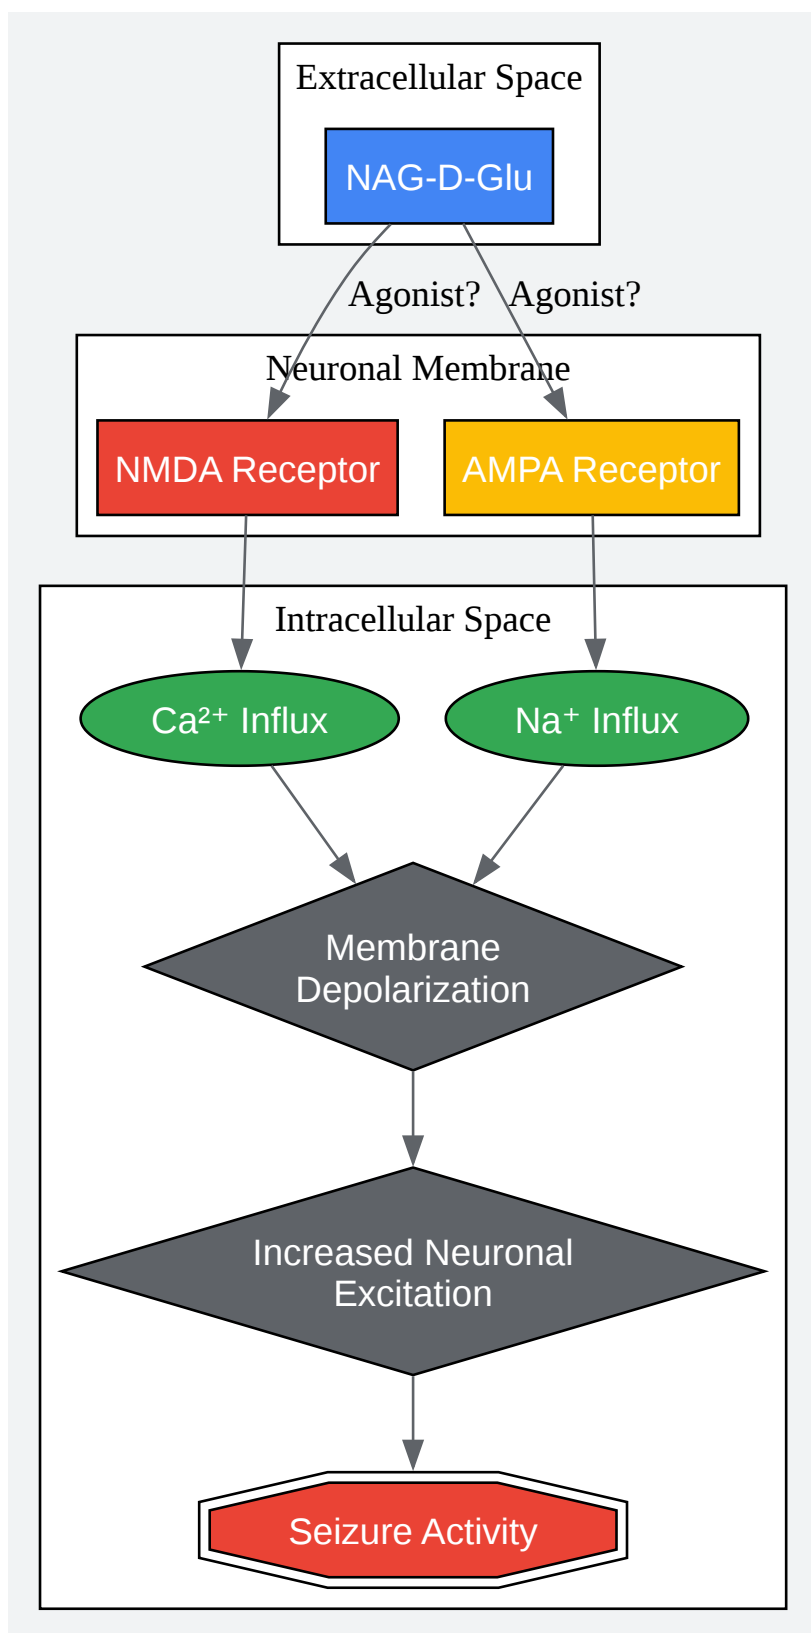 Extracellular Space
NAG-D-Glu
Agonist? Agonist?
Neuronal Membrane
NMDA Receptor
AMPA Receptor
Intracellular Space
Ca²⁺ Influx
Na⁺ Influx
Membrane
Depolarization
Increased Neuronal
Excitation
Seizure Activity